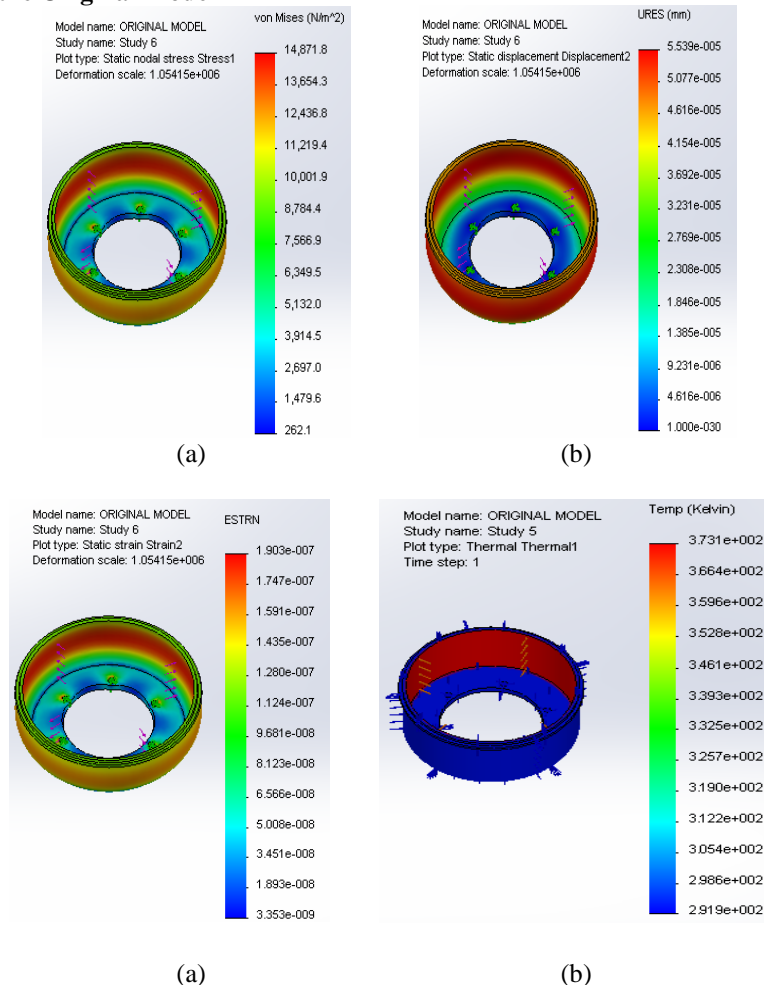 Model name: ORIGINAL MODEL
Study name: Study 6
Plot type: Static nodal stress Stress1
Deformation scale: 1.05415e+006
von Mises (N/m^2)
14,871.8
13,654.3
12,436.8
11,219.4
10,001.9
8,784.4
7,566.9
6,349.5
5,132.0
3,914.5
2,697.0
1,479.6
262.1
(a)
Model name: ORIGINAL MODEL
Study name: Study 6
Plot type: Static displacement Displacement2
Deformation scale: 1.05415e+006
URES (mm)
5.539e-005
5.077e-005
4.616e-005
4.154e-005
3.692e-005
3.231e-005
2.769e-005
2.308e-005
1.846e-005
1.385e-005
9.231e-006
4.616e-006
1.000e-030
(b)
Model name: ORIGINAL MODEL
Study name: Study 6
Plot type: Static strain Strain2
Deformation scale: 1.05415e+006
ESTRN
1.903e-007
1.747e-007
1.591e-007
1.435e-007
1.280e-007
1.124e-007
9.681e-008
8.123e-008
6.566e-008
5.008e-008
3.451e-008
1.893e-008
3.353e-009
(a)
Model name: ORIGINAL MODEL
Study name: Study 5
Plot type: Thermal Thermal1
Time step: 1
Temp (Kelvin)
3.731e+002
3.664e+002
3.596e+002
3.528e+002
3.461e+002
3.393e+002
3.325e+002
3.257e+002
3.190e+002
3.122e+002
3.054e+002
2.986e+002
2.919e+002
(b)